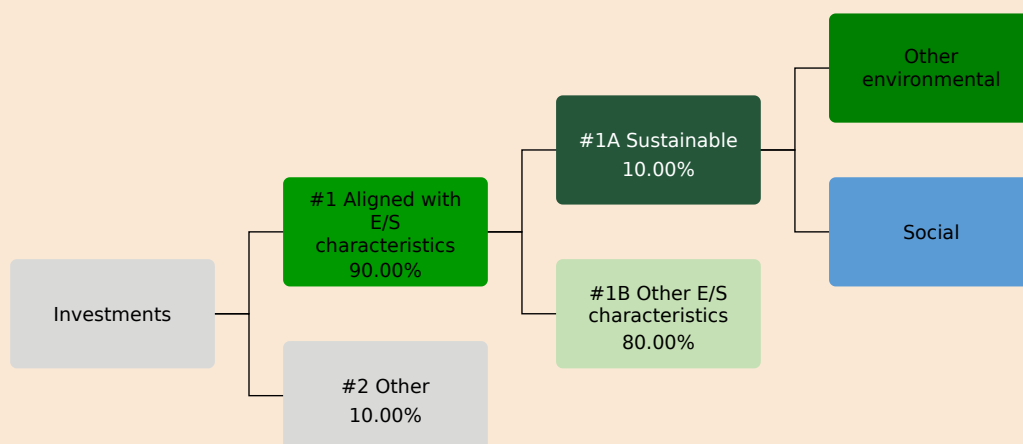 Investments
#1 Aligned with
E/S
characteristics
90.00%
#2 Other
10.00%
#1A Sustainable
10.00%
#1B Other E/S
characteristics
80.00%
Other
environmental
Social